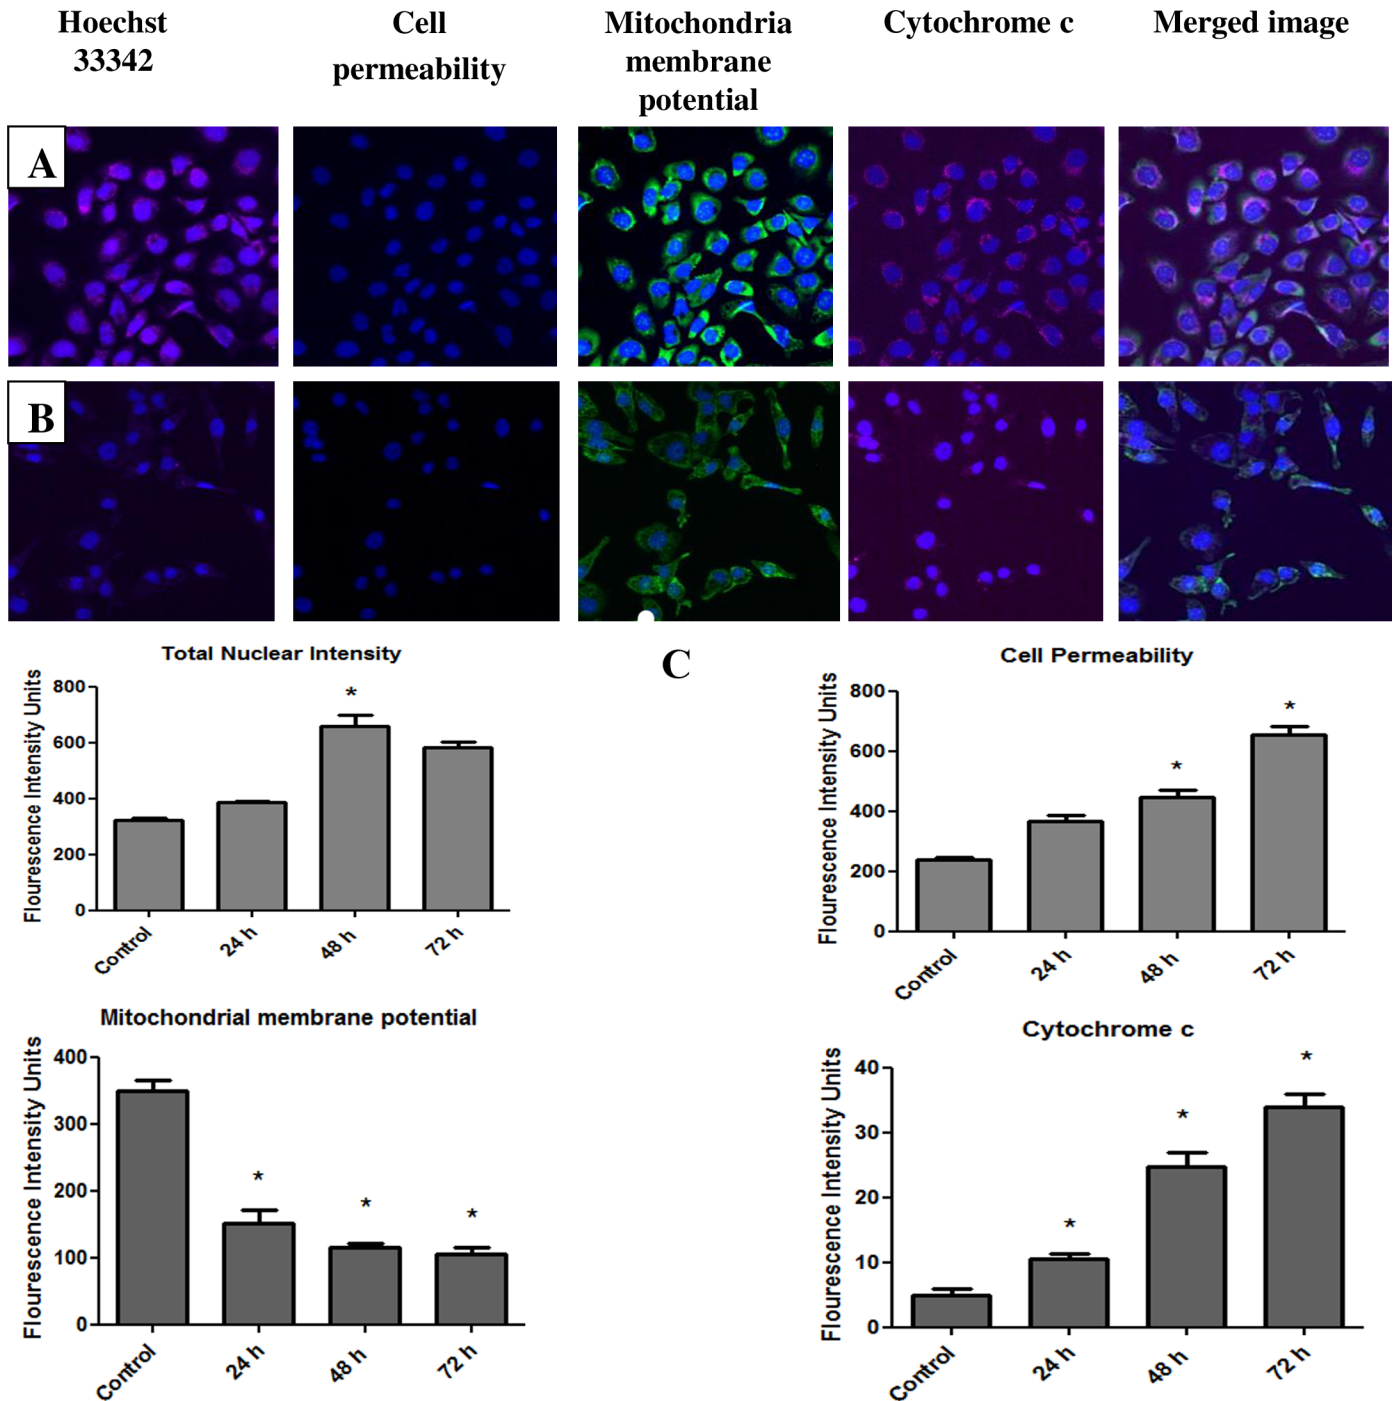 Hoechst
33342
Cell
permeability
Mitochondria
membrane
potential
Cytochrome c
Merged image
A
B
C
Total Nuclear Intensity
Flourescence Intensity Units
800
600
400
200
0
*
Control
24 h
48 h
72 h
Cell Permeability
Flourescence Intensity Units
800
600
400
200
0
*
*
Control
24 h
48 h
72 h
Mitochondrial membrane potential
Flourescence Intensity Units
400
300
200
100
0
*
*
*
Control
24 h
48 h
72 h
Cytochrome c
Flourescence Intensity Units
40
30
20
10
0
*
*
*
Control
24 h
48 h
72 h